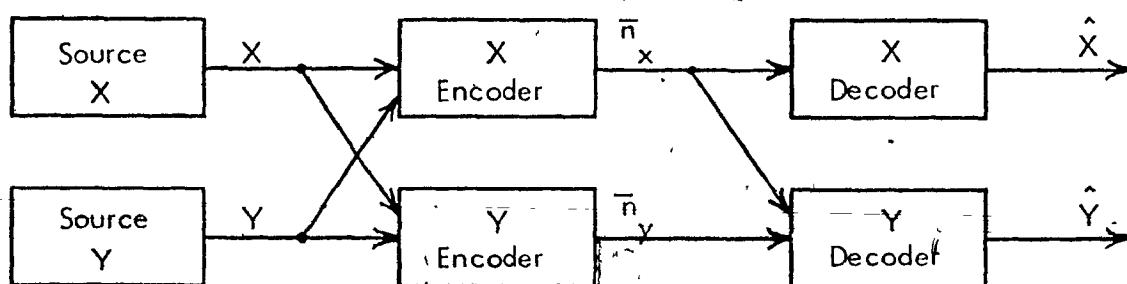 Source X
X
X Encoder
n̅x
X Decoder
X̂
Source Y
Y
Y Encoder
n̅y
Y Decoder
Ŷ